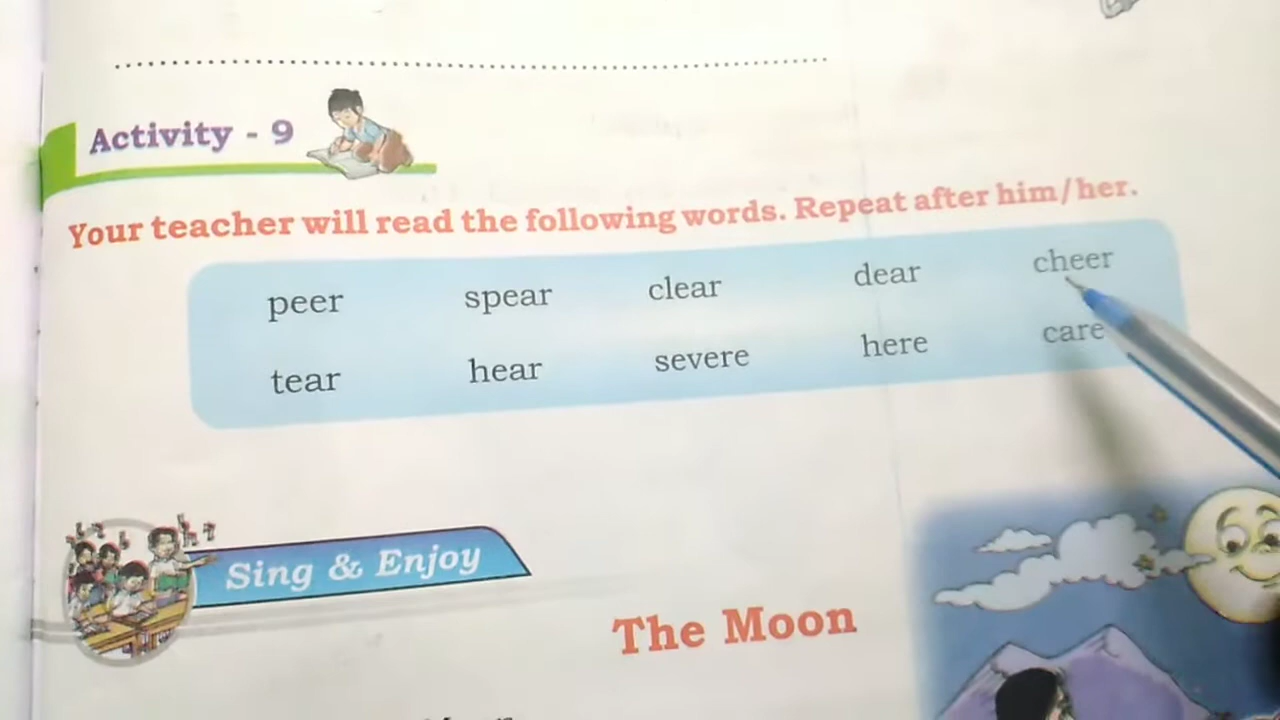 Activity - 9
Your teacher will read the following words. Repeat after him/her.
peer spear clear dear cheer
tear hear severe here care
Sing & Enjoy
The Moon